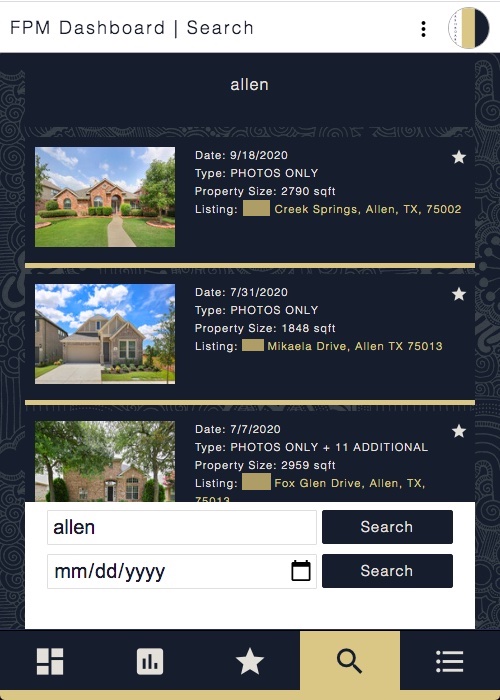 FPM Dashboard | Search
allen
Date: 9/18/2020
Type: PHOTOS ONLY
Property Size: 2790 sqft
Listing: Creek Springs, Allen, TX, 75002
Date: 7/31/2020
Type: PHOTOS ONLY
Property Size: 1848 sqft
Listing: Mikaela Drive, Allen TX 75013
Date: 7/7/2020
Type: PHOTOS ONLY + 11 ADDITIONAL
Property Size: 2959 sqft
Listing: Fox Glen Drive, Allen, TX,
75013
allen
Search
mm/dd/yyyy
Search